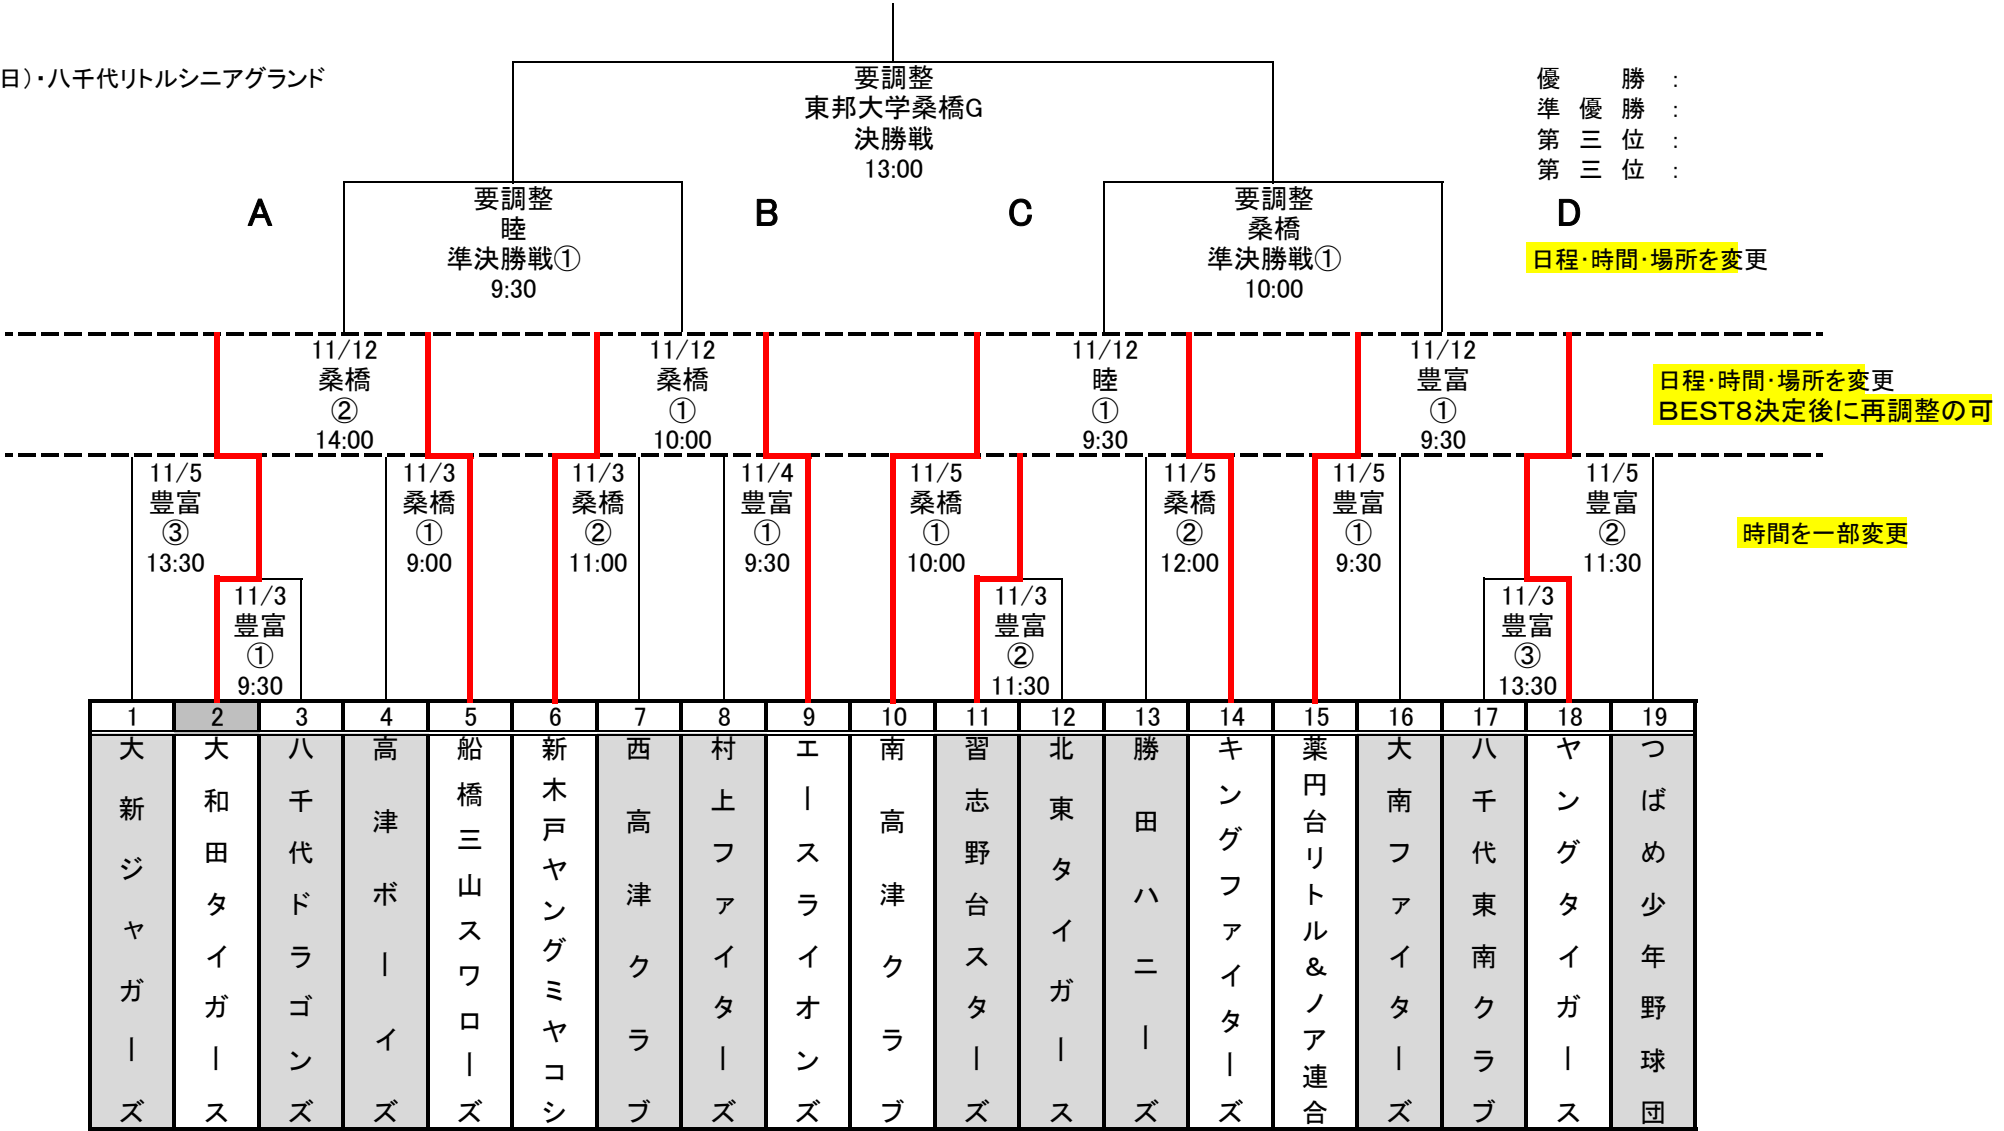 日)・八千代リトルシニアグランド
要調整
東邦大学桑橋G
決勝戦
13:00
優勝:
準優勝:
第三位:
第三位:
A
B
C
D
要調整
睦
準決勝戦①
9:30
要調整
桑橋
準決勝戦①
10:00
日程・時間・場所を変更
11/12
桑橋
②
14:00
11/12
桑橋
①
10:00
11/12
睦
①
9:30
11/12
豊富
①
9:30
日程・時間・場所を変更
BEST8決定後に再調整の可
11/5
豊富
③
13:30
11/3
桑橋
①
9:00
11/3
桑橋
②
11:00
11/4
豊富
①
9:30
11/5
桑橋
①
10:00
11/5
桑橋
②
12:00
11/5
豊富
①
9:30
11/5
豊富
②
11:30
時間を一部変更
11/3
豊富
①
9:30
11/3
豊富
②
11:30
11/3
豊富
③
13:30
1 2 3 4 5 6 7 8 9 10 11 12 13 14 15 16 17 18 19
大新ジャガーズ
大和田タイガース
八千代ドラゴンズ
高津ボーイズ
船橋三山スワローズ
新木戸ヤングミヤコシ
西高津クラブ
村上ファイターズ
エースライオンズ
南高津クラブ
習志野台スターズ
北東タイガース
勝田ハニーズ
キングファイターズ
薬円台リトル&ノア連合
大南ファイターズ
八千代東南クラブ
ヤングタイガース
つばめ少年野球団